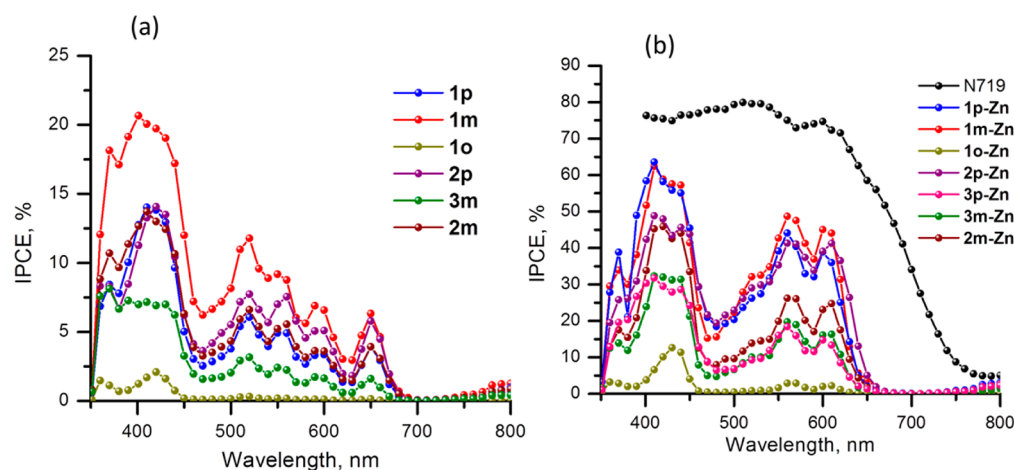 (a)
25
20
15
10
5
0
IPCE, %
400
500
600
700
800
Wavelength, nm
1p
1m
1o
2p
3m
2m
(b)
90
80
70
60
50
40
30
20
10
0
IPCE, %
400
500
600
700
800
Wavelength, nm
N719
1p-Zn
1m-Zn
1o-Zn
2p-Zn
3p-Zn
3m-Zn
2m-Zn